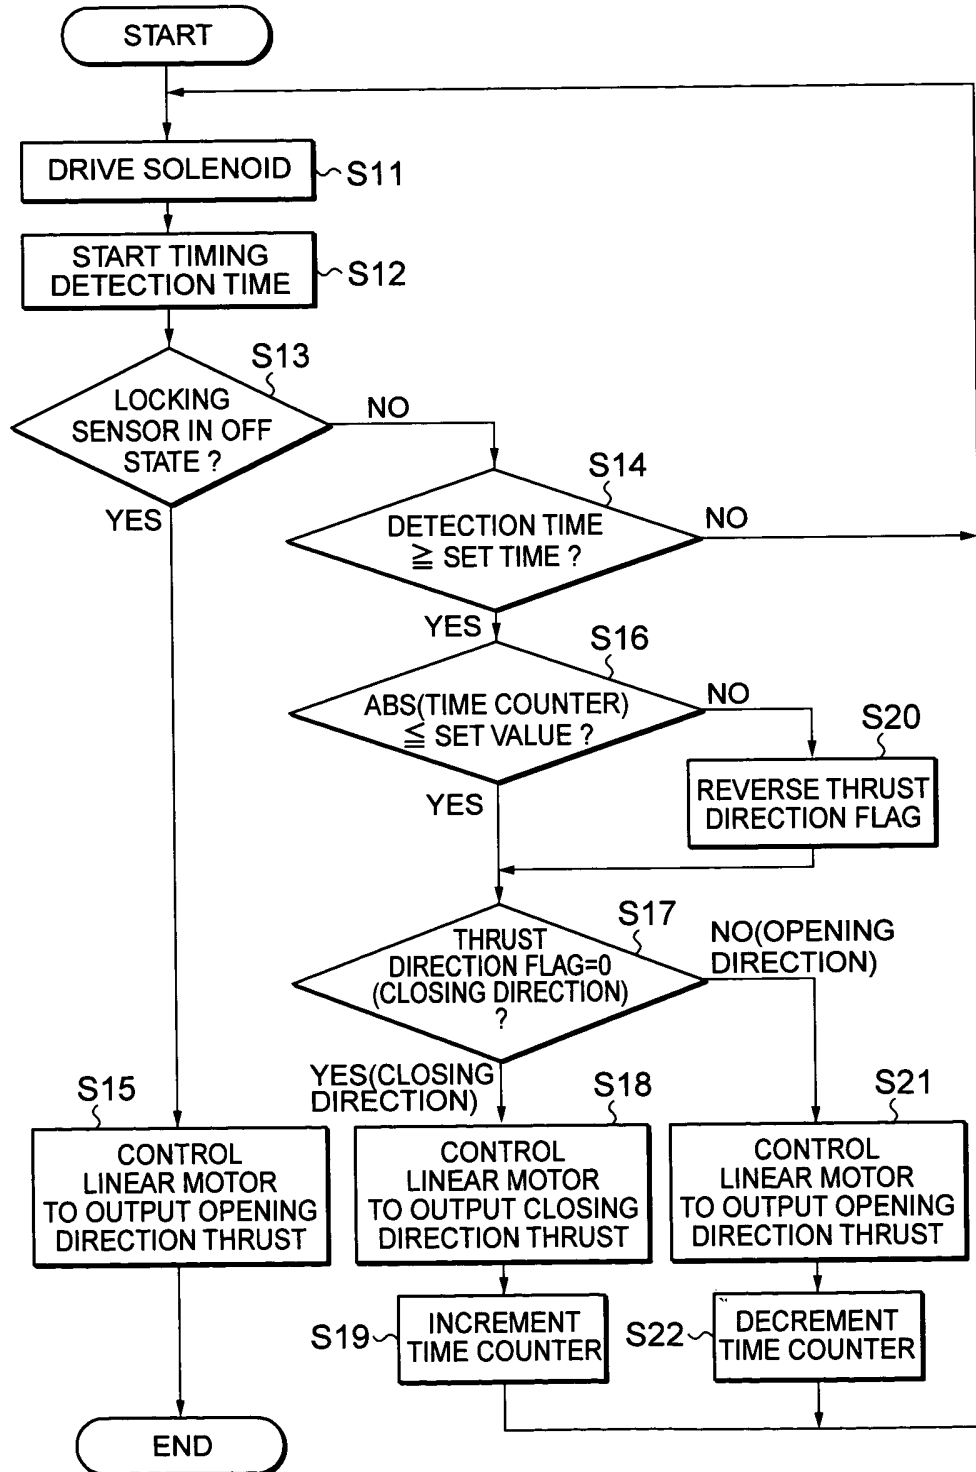 START
DRIVE SOLENOID
S11
START TIMING
DETECTION TIME
S12
S13
LOCKING
SENSOR IN OFF
STATE ?
NO
YES
S14
DETECTION TIME
≧ SET TIME ?
NO
YES
S16
ABS(TIME COUNTER)
≦ SET VALUE ?
NO
YES
S20
REVERSE THRUST
DIRECTION FLAG
S17
THRUST
DIRECTION FLAG=0
(CLOSING DIRECTION)
?
NO(OPENING
DIRECTION)
YES(CLOSING
DIRECTION)
S15
CONTROL
LINEAR MOTOR
TO OUTPUT OPENING
DIRECTION THRUST
S18
CONTROL
LINEAR MOTOR
TO OUTPUT CLOSING
DIRECTION THRUST
S21
CONTROL
LINEAR MOTOR
TO OUTPUT OPENING
DIRECTION THRUST
S19
INCREMENT
TIME COUNTER
S22
DECREMENT
TIME COUNTER
END